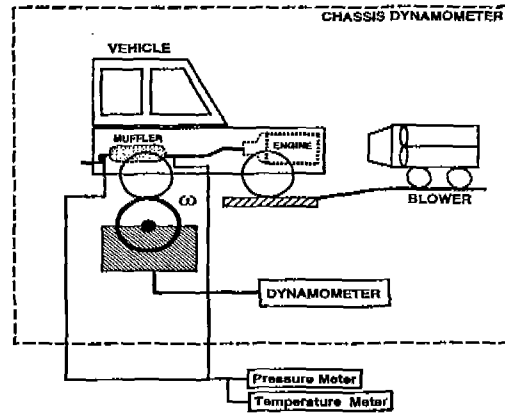 CHASSIS DYNAMOMETER
VEHICLE
MUFFLER
ENGINE
BLOWER
ω
DYNAMOMETER
Pressure Meter
Temperature Meter